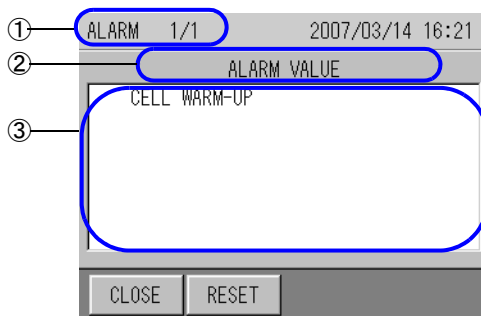 ① ALARM 1/1 2007/03/14 16:21
② ALARM VALUE
③ CELL WARM-UP
CLOSE RESET